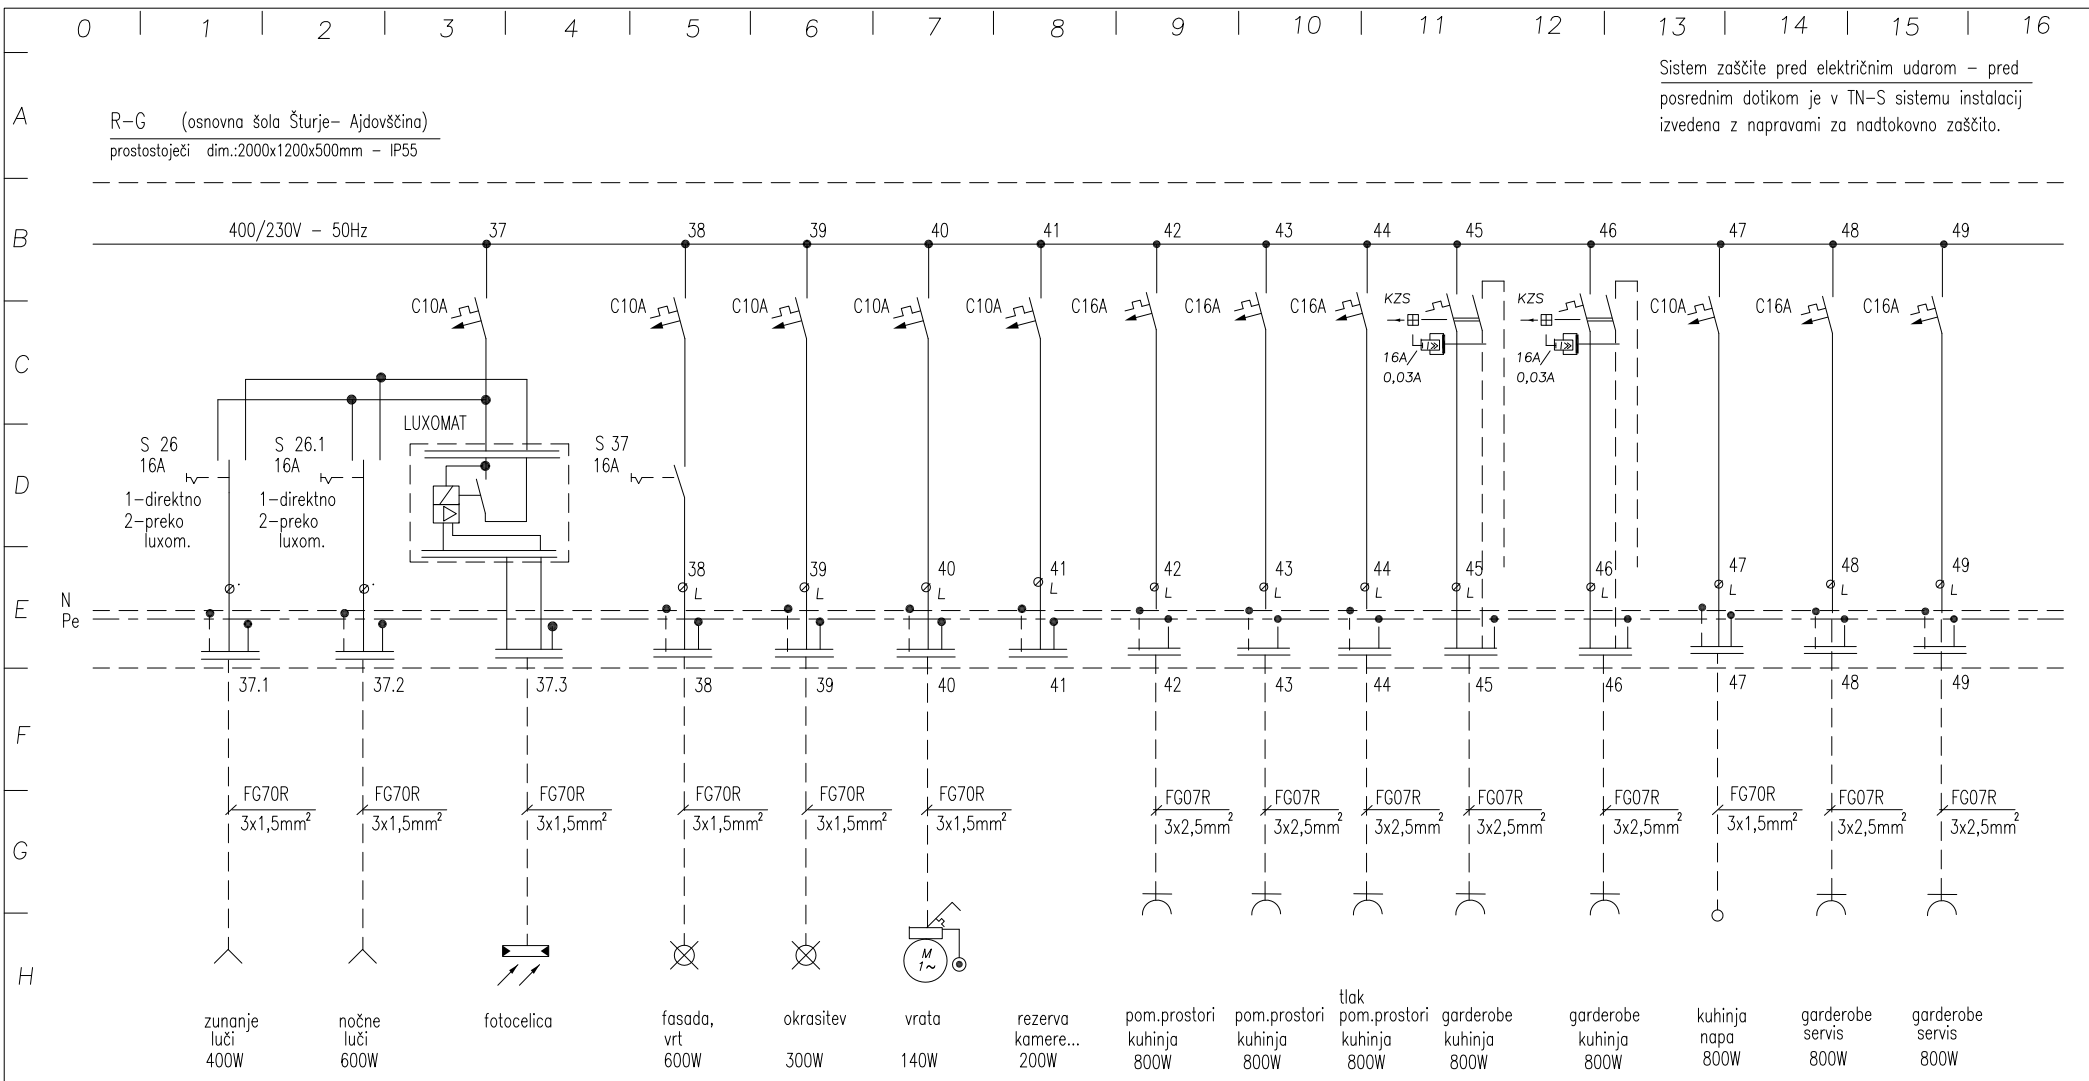 0 1 2 3 4 5 6 7 8 9 10 11 12 13 14 15 16
Sistem zaščite pred električnim udarom – pred
posrednim dotikom je v TN-S sistemu instalacij
izvedena z napravami za nadtokovno zaščito.
A
R-G (osnovna šola Šturje- Ajdovščina)
prostostoječi dim.:2000x1200x500mm – IP55
B
400/230V – 50Hz
37 38 39 40 41 42 43 44 45 46 47 48 49
C10A C10A C10A C10A C10A C16A C16A C16A KZS KZS C10A C16A C16A
C
I≫ I≫
16A/ 16A/
0,03A 0,03A
LUXOMAT
S 26 S 26.1 S 37
16A 16A 16A
D
1-direktno 1-direktno
2-preko 2-preko
luxom. luxom.
38 39 40 41 42 43 44 45 46 47 48 49
L L L L L L L L L L L L
E
N
Pe
37.1 37.2 37.3 38 39 40 41 42 43 44 45 46 47 48 49
F
FG70R FG70R FG70R FG70R FG70R FG70R FG07R FG07R FG07R FG07R FG07R FG70R FG07R FG07R
3x1,5mm² 3x1,5mm² 3x1,5mm² 3x1,5mm² 3x1,5mm² 3x1,5mm² 3x2,5mm² 3x2,5mm² 3x2,5mm² 3x2,5mm² 3x2,5mm² 3x1,5mm² 3x2,5mm² 3x2,5mm²
G
H
M
1~
zunanje
luči
400W
nočne
luči
600W
fotocelica
fasada,
vrt
600W
okrasitev
300W
vrata
140W
rezerva
kamere...
200W
pom.prostori
kuhinja
800W
pom.prostori
kuhinja
800W
tlak
pom.prostori
kuhinja
800W
garderobe
kuhinja
800W
garderobe
kuhinja
800W
kuhinja
napa
800W
garderobe
servis
800W
garderobe
servis
800W